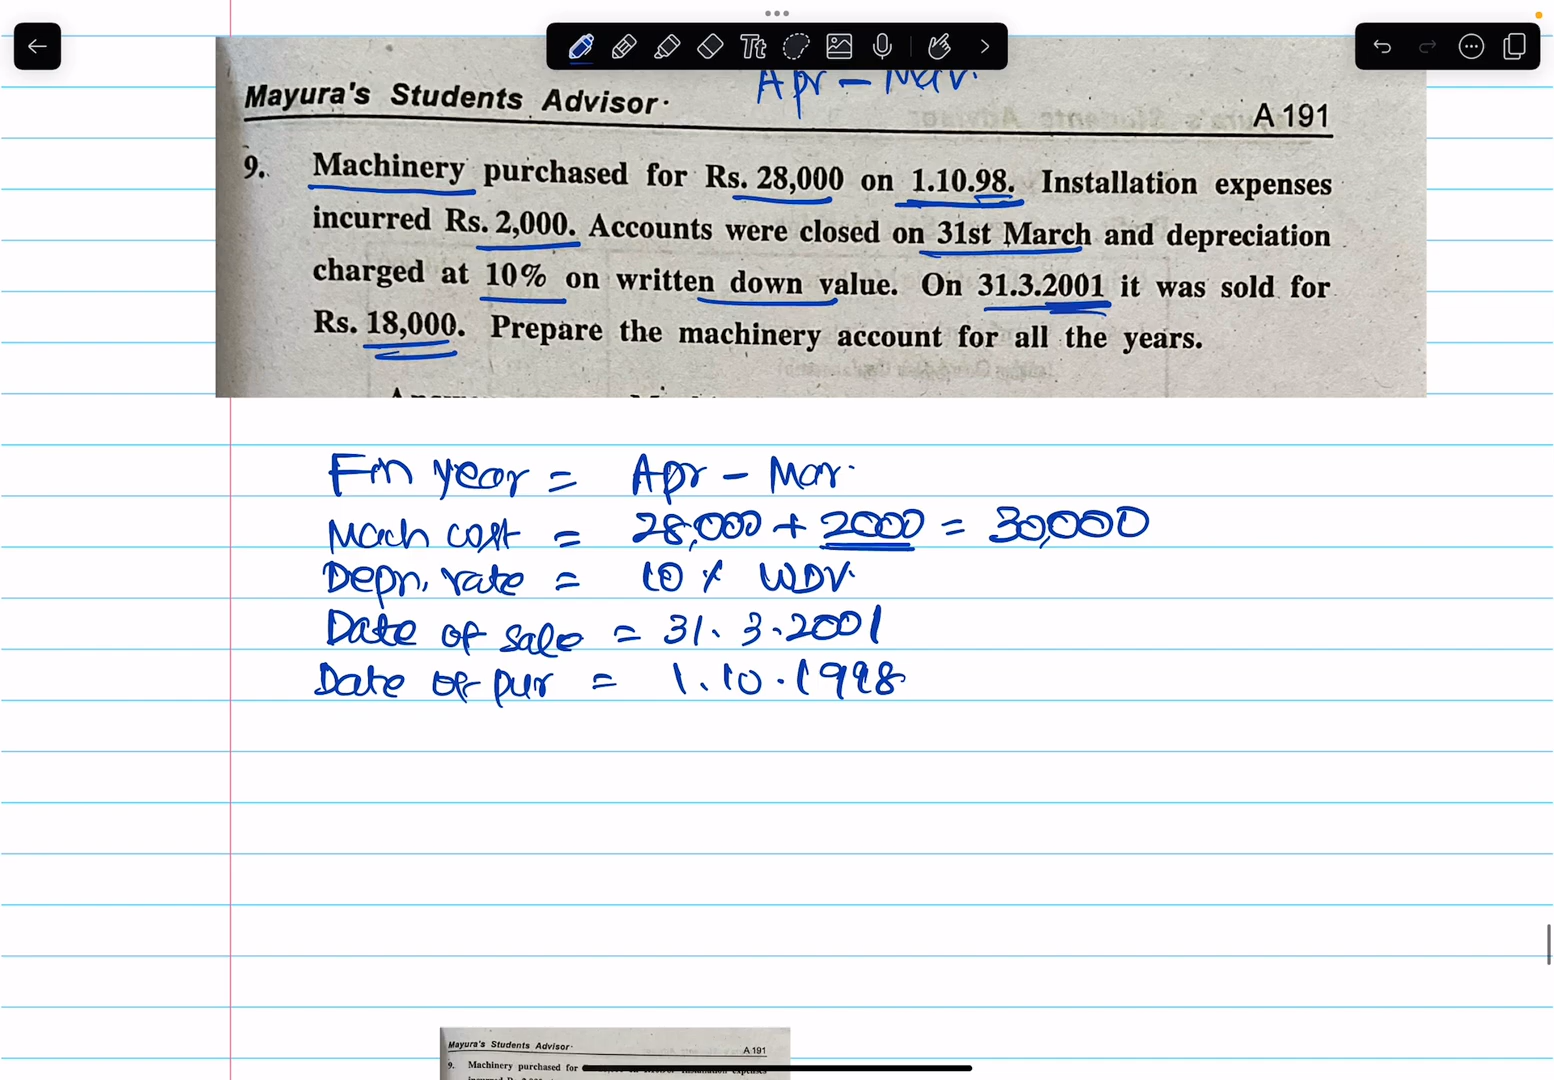 Tt
Apr - Mar.
Mayura's Students Advisor.
A 191
9. Machinery purchased for Rs. 28,000 on 1.10.98. Installation expenses
incurred Rs. 2,000. Accounts were closed on 31st March and depreciation
charged at 10% on written down value. On 31.3.2001 it was sold for
Rs. 18,000. Prepare the machinery account for all the years.
Fin year = Apr - Mar.
Mach cost = 28,000 + 2000 = 30,000
Depn. rate = 10 % WDV.
Date of sale = 31.3.2001
Date of pur = 1.10.1998
Mayura's Students Advisor.
A 191
9. Machinery purchased for